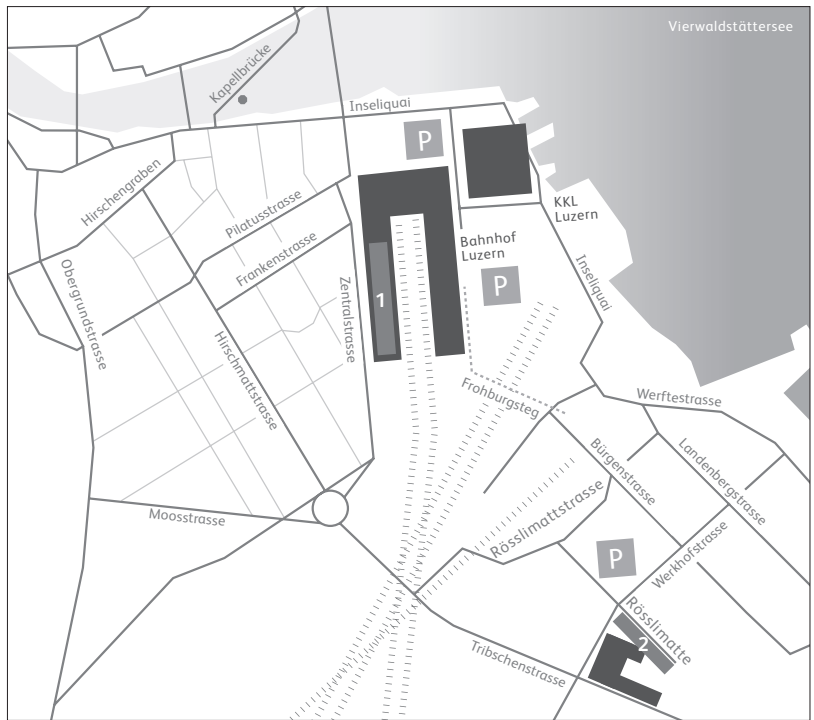 Vierwaldstättersee
Kapellbrücke
Inseliquai
P
Hirschengraben
Pilatusstrasse
KKL
Luzern
Frankenstrasse
Bahnhof
Luzern
Obergrundstrasse
Zentralstrasse
1
P
Inseliquai
Hirschmattstrasse
Frohburgsteg
Werftestrasse
Bürgenstrasse
Landenbergstrasse
Moosstrasse
Rösslimattstrasse
P
Werkhofstrasse
Rösslimatte
2
Tribschenstrasse